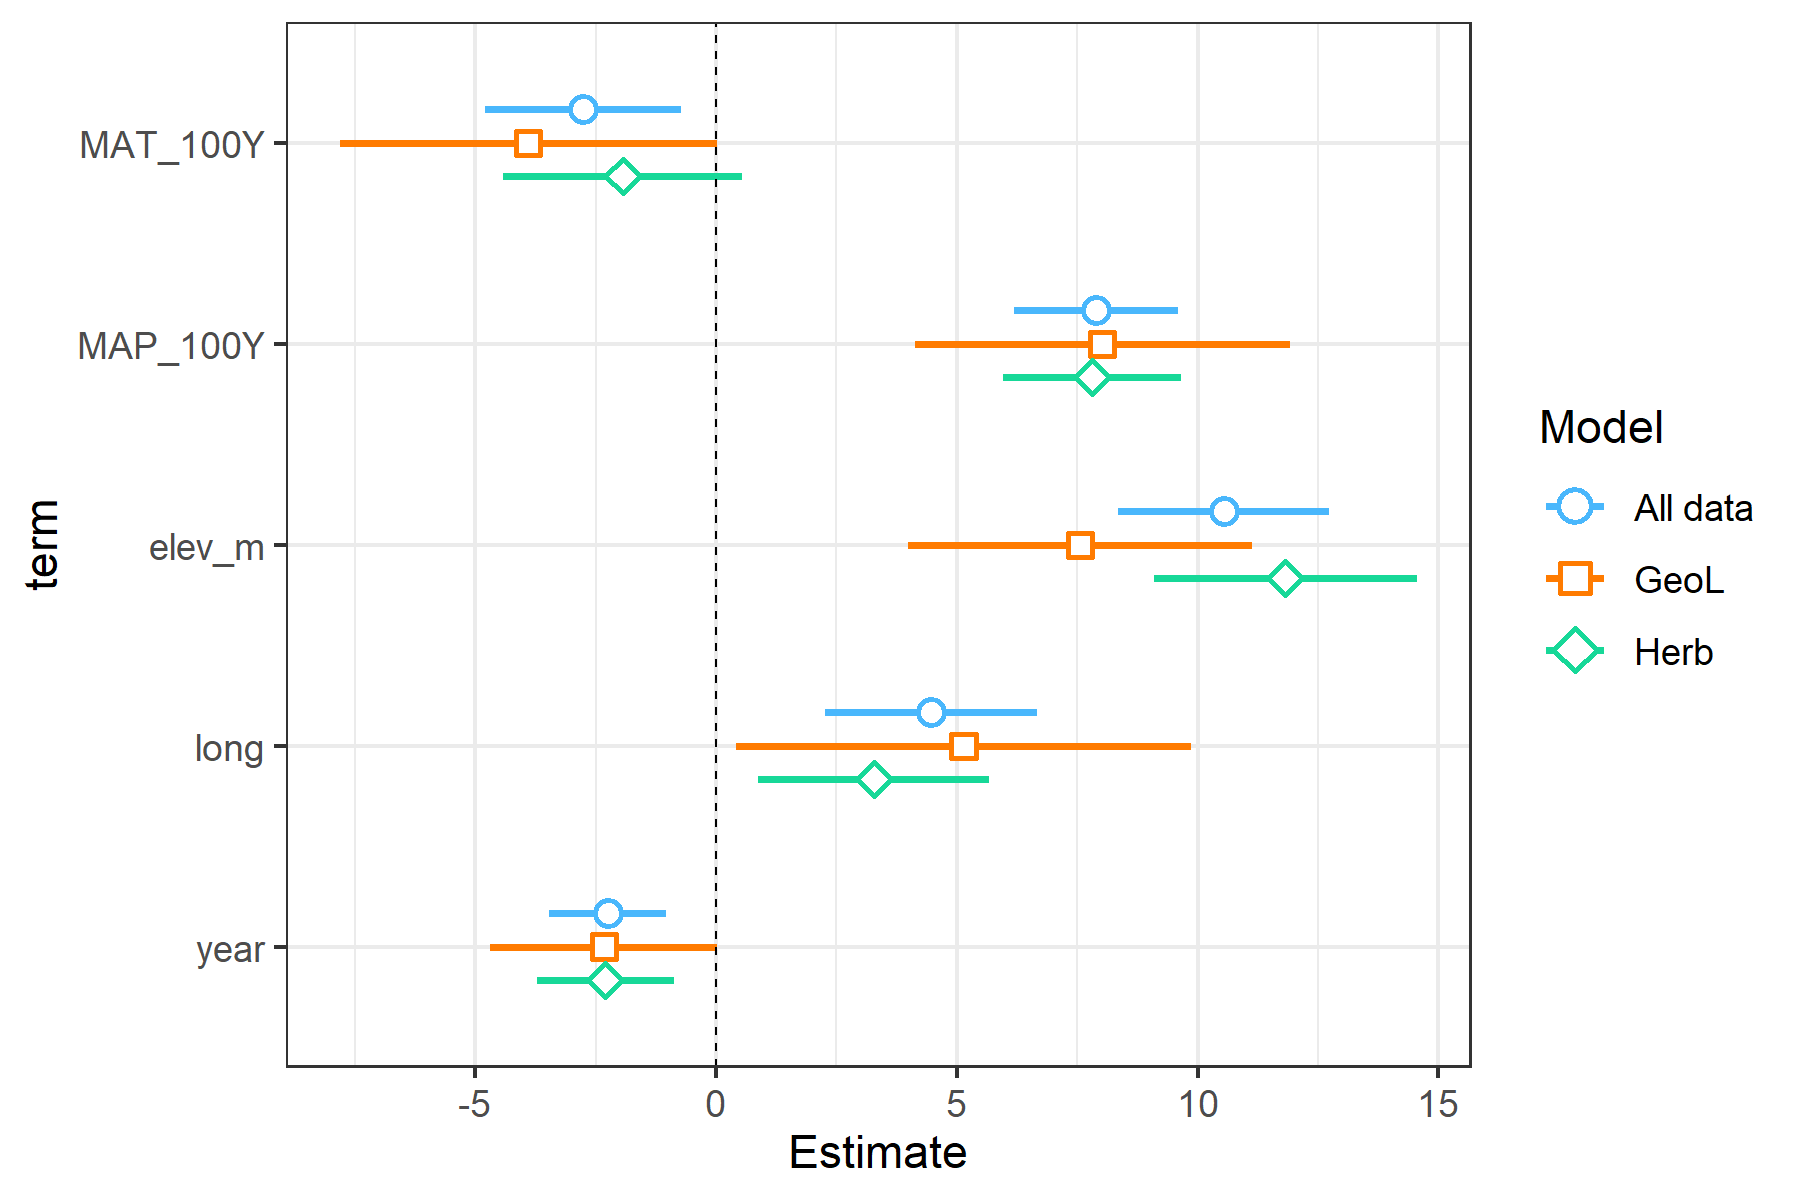 MAT_100Y
MAP_100Y
elev_m
long
year
term
-5 0 5 10 15
Estimate
Model
All data
GeoL
Herb